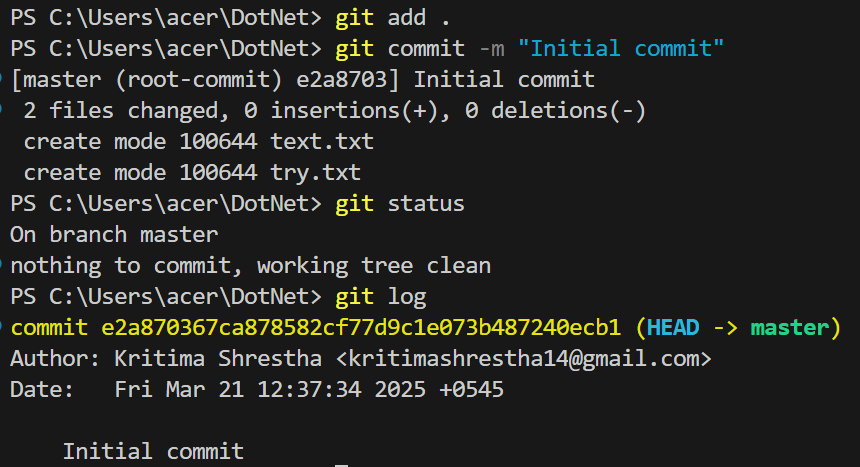 PS C:\Users\acer\DotNet> git add .
PS C:\Users\acer\DotNet> git commit -m "Initial commit"
[master (root-commit) e2a8703] Initial commit
 2 files changed, 0 insertions(+), 0 deletions(-)
 create mode 100644 text.txt
 create mode 100644 try.txt
PS C:\Users\acer\DotNet> git status
On branch master
nothing to commit, working tree clean
PS C:\Users\acer\DotNet> git log
commit e2a870367ca878582cf77d9c1e073b487240ecb1 (HEAD -> master)
Author: Kritima Shrestha <kritimashrestha14@gmail.com>
Date:   Fri Mar 21 12:37:34 2025 +0545

    Initial commit